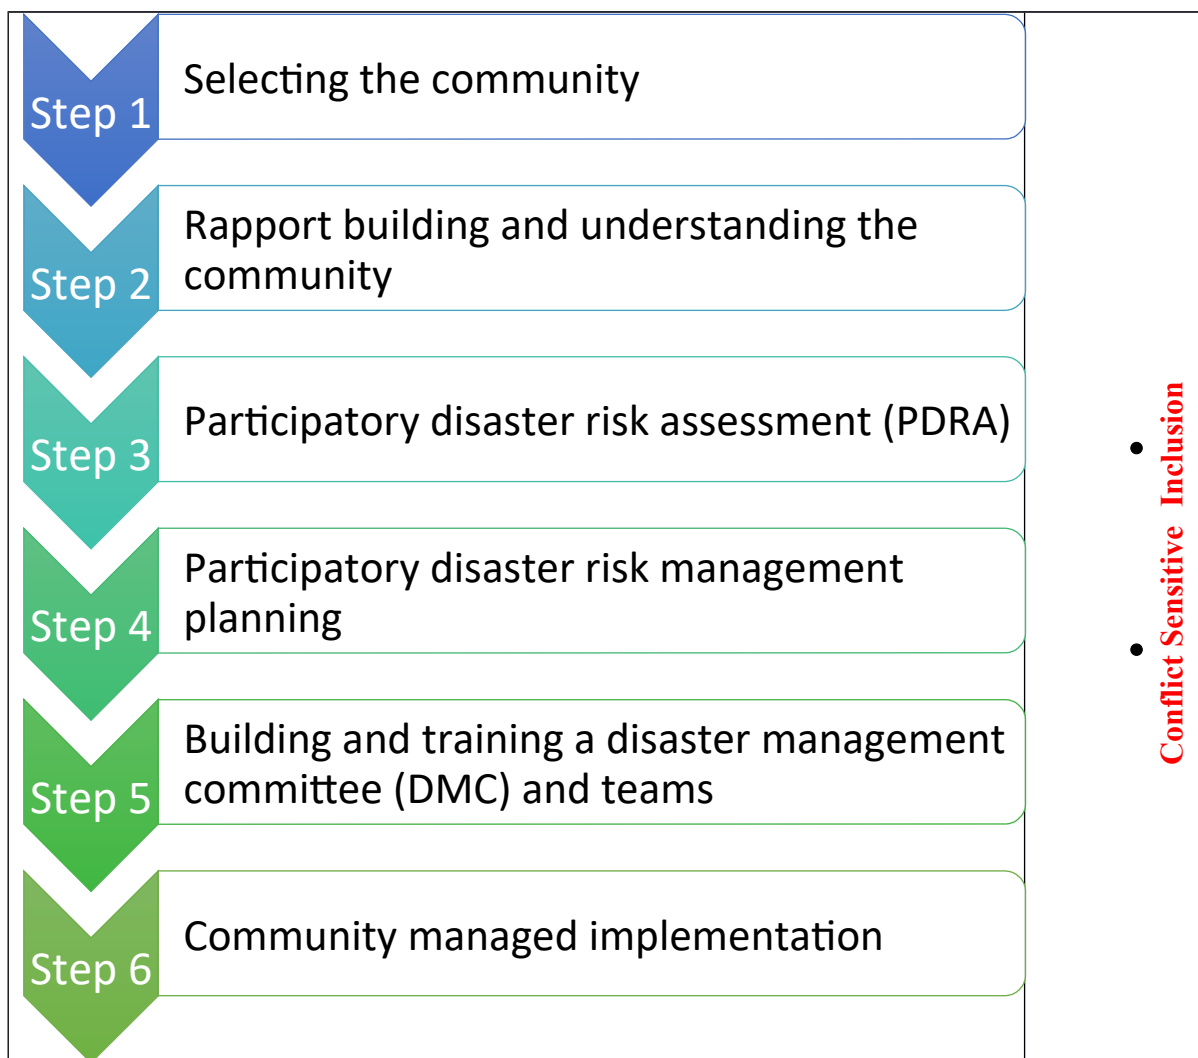 Step 1
Selecting the community
Step 2
Rapport building and understanding the
community
Step 3
Participatory disaster risk assessment (PDRA)
Step 4
Participatory disaster risk management
planning
Step 5
Building and training a disaster management
committee (DMC) and teams
Step 6
Community managed implementation
• Conflict Sensitive • Inclusion